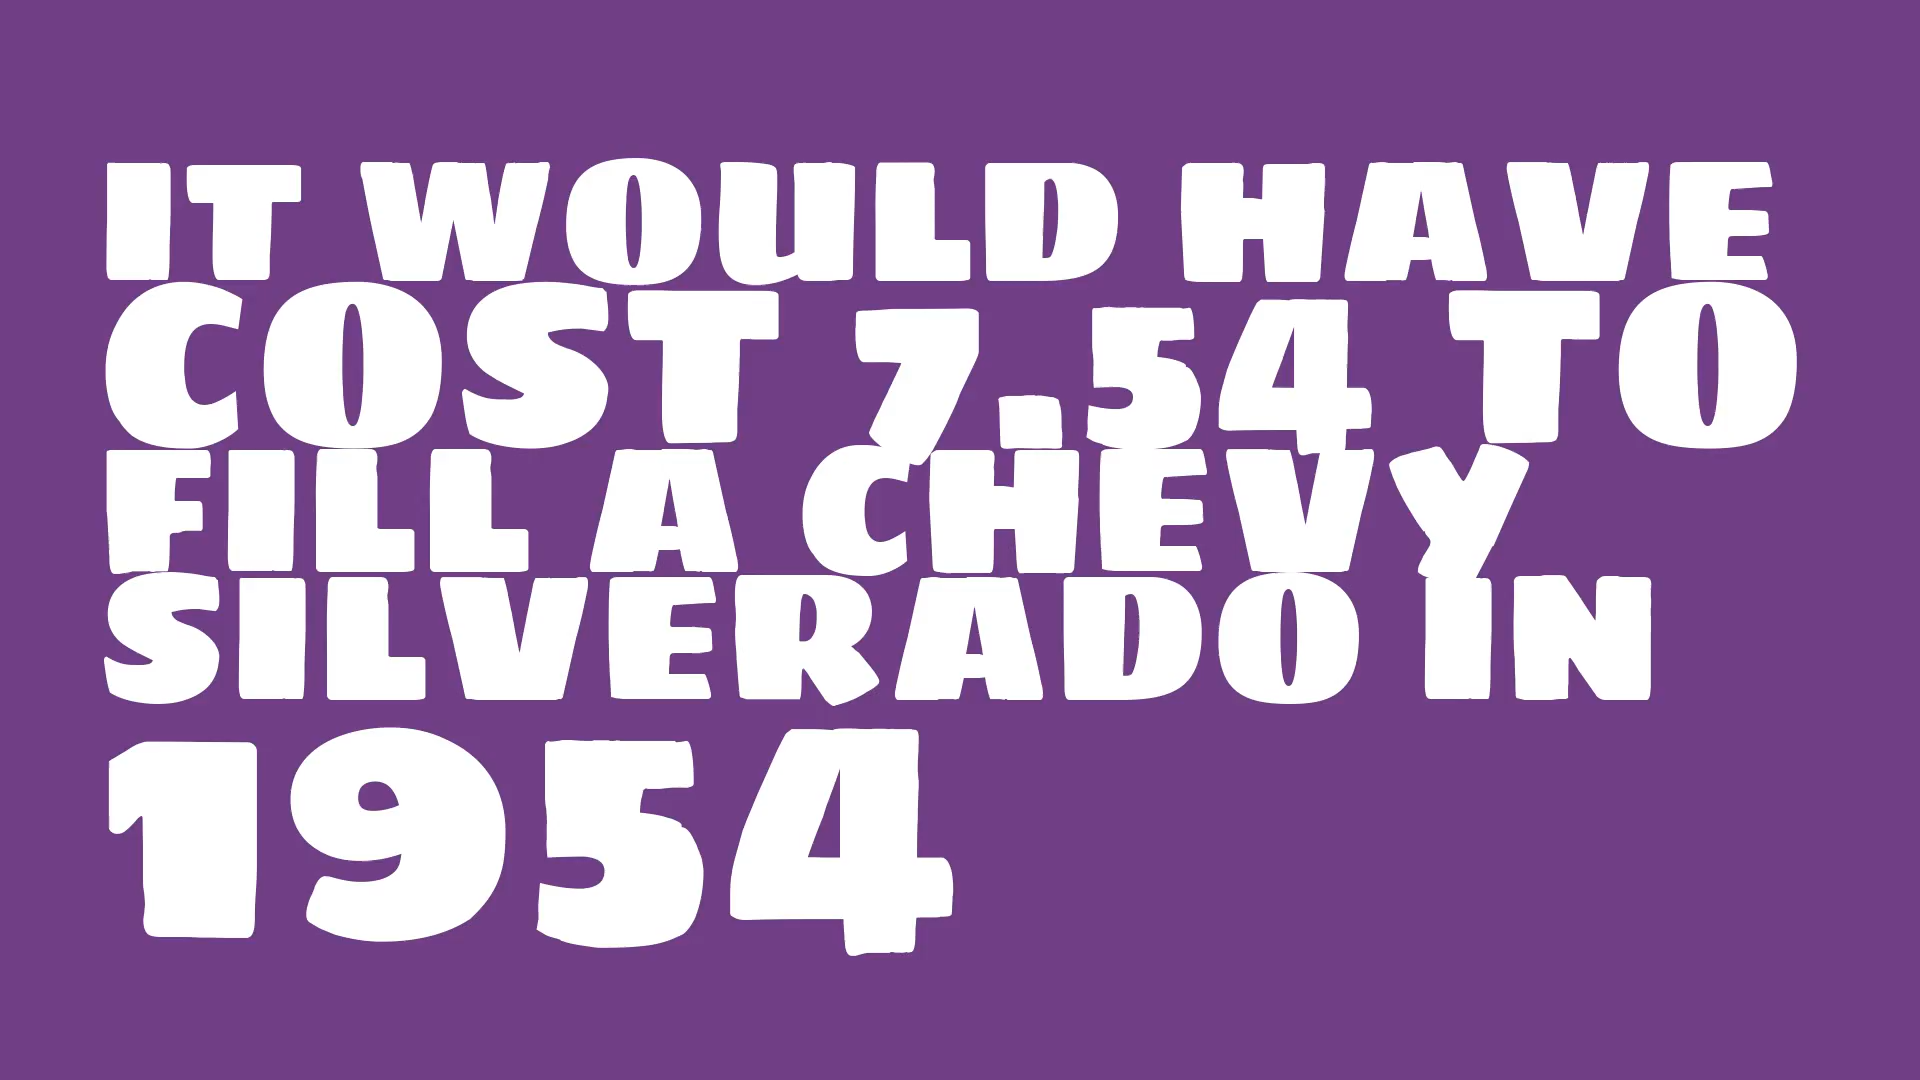 IT WOULD HAVE
COST 7.54 TO
FILL A CHEVY
SILVERADO IN
1954